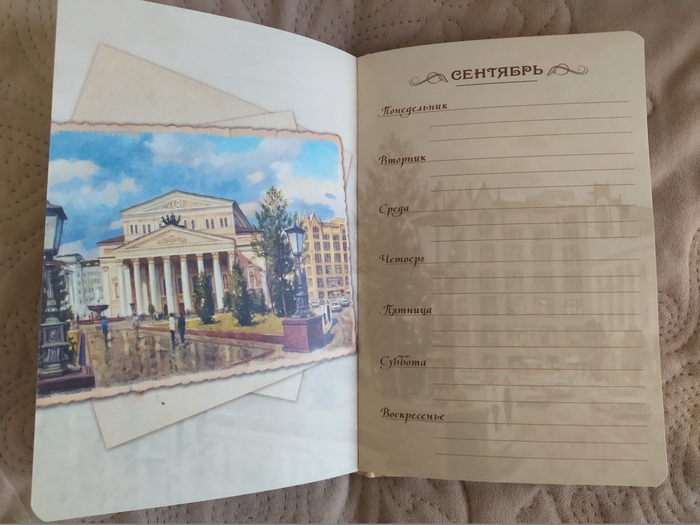 СЕНТЯБРЬ
Понедельник
Вторник
Среда
Четверг
Пятница
Суббота
Воскресенье